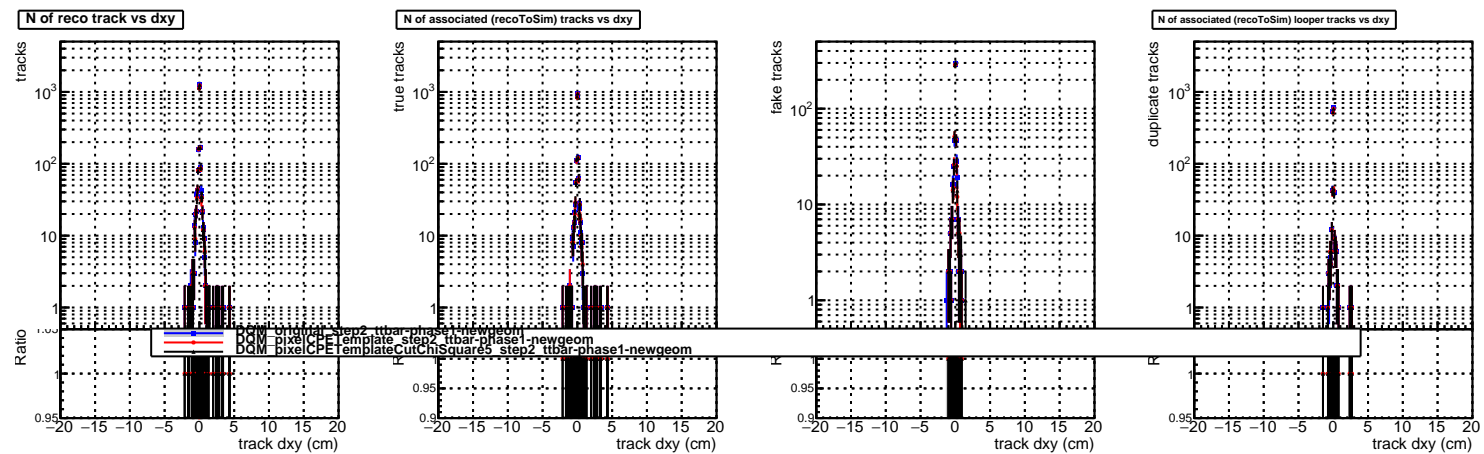 N of reco track vs dxy
N of associated (recoToSim) tracks vs dxy
N of associated (recoToSim) looper tracks vs dxy
tracks
10³
10²
10
1
true tracks
10³
10²
10
1
fake tracks
10²
10
1
duplicate tracks
10³
10²
10
1
DQM_original_step2_ttbar-phase1-newgeom
DQM_pixelCPETemplate_step2_ttbar-phase1-newgeom
DQM_pixelCPETemplateCutChiSquare5_step2_ttbar-phase1-newgeom
Ratio
1.05
1
0.95
−20 −15 −10 −5 0 5 10 15 20
track dxy (cm)
0.95
0.9
−20 −15 −10 −5 0 5 10 15 20
track dxy (cm)
0.95
0.9
−20 −15 −10 −5 0 5 10 15 20
track dxy (cm)
1
0.95
−20 −15 −10 −5 0 5 10 15 20
track dxy (cm)